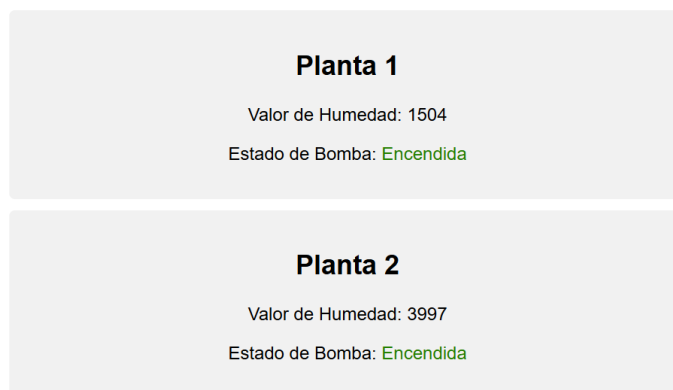 Planta 1
Valor de Humedad: 1504
Estado de Bomba: Encendida
Planta 2
Valor de Humedad: 3997
Estado de Bomba: Encendida